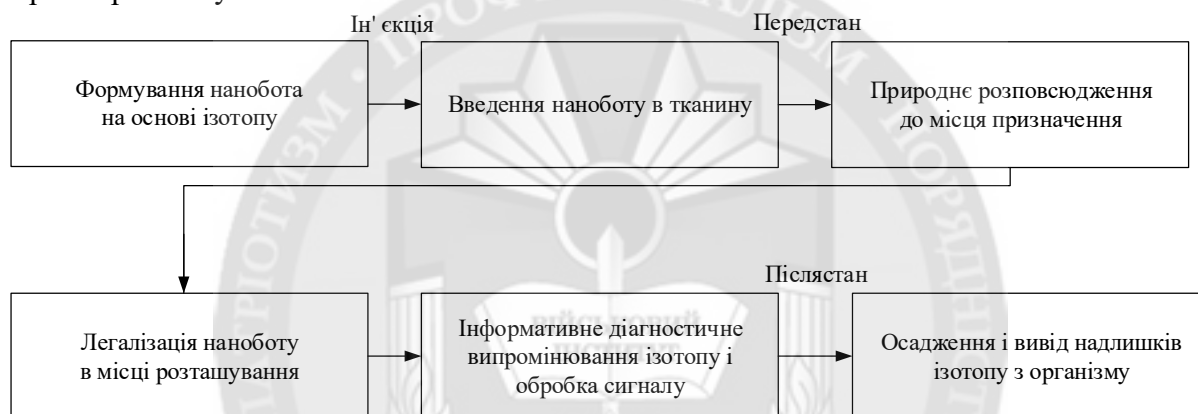 Ін' єкція
Передстан
Формування нанобота
на основі ізотопу
Введення наноботу в тканину
Природнє розповсюдження
до місця призначення
Післястан
Легалізація наноботу
в місці розташування
Інформативне діагностичне
випромінювання ізотопу і
обробка сигналу
Осадження і вивід надлишків
ізотопу з організму